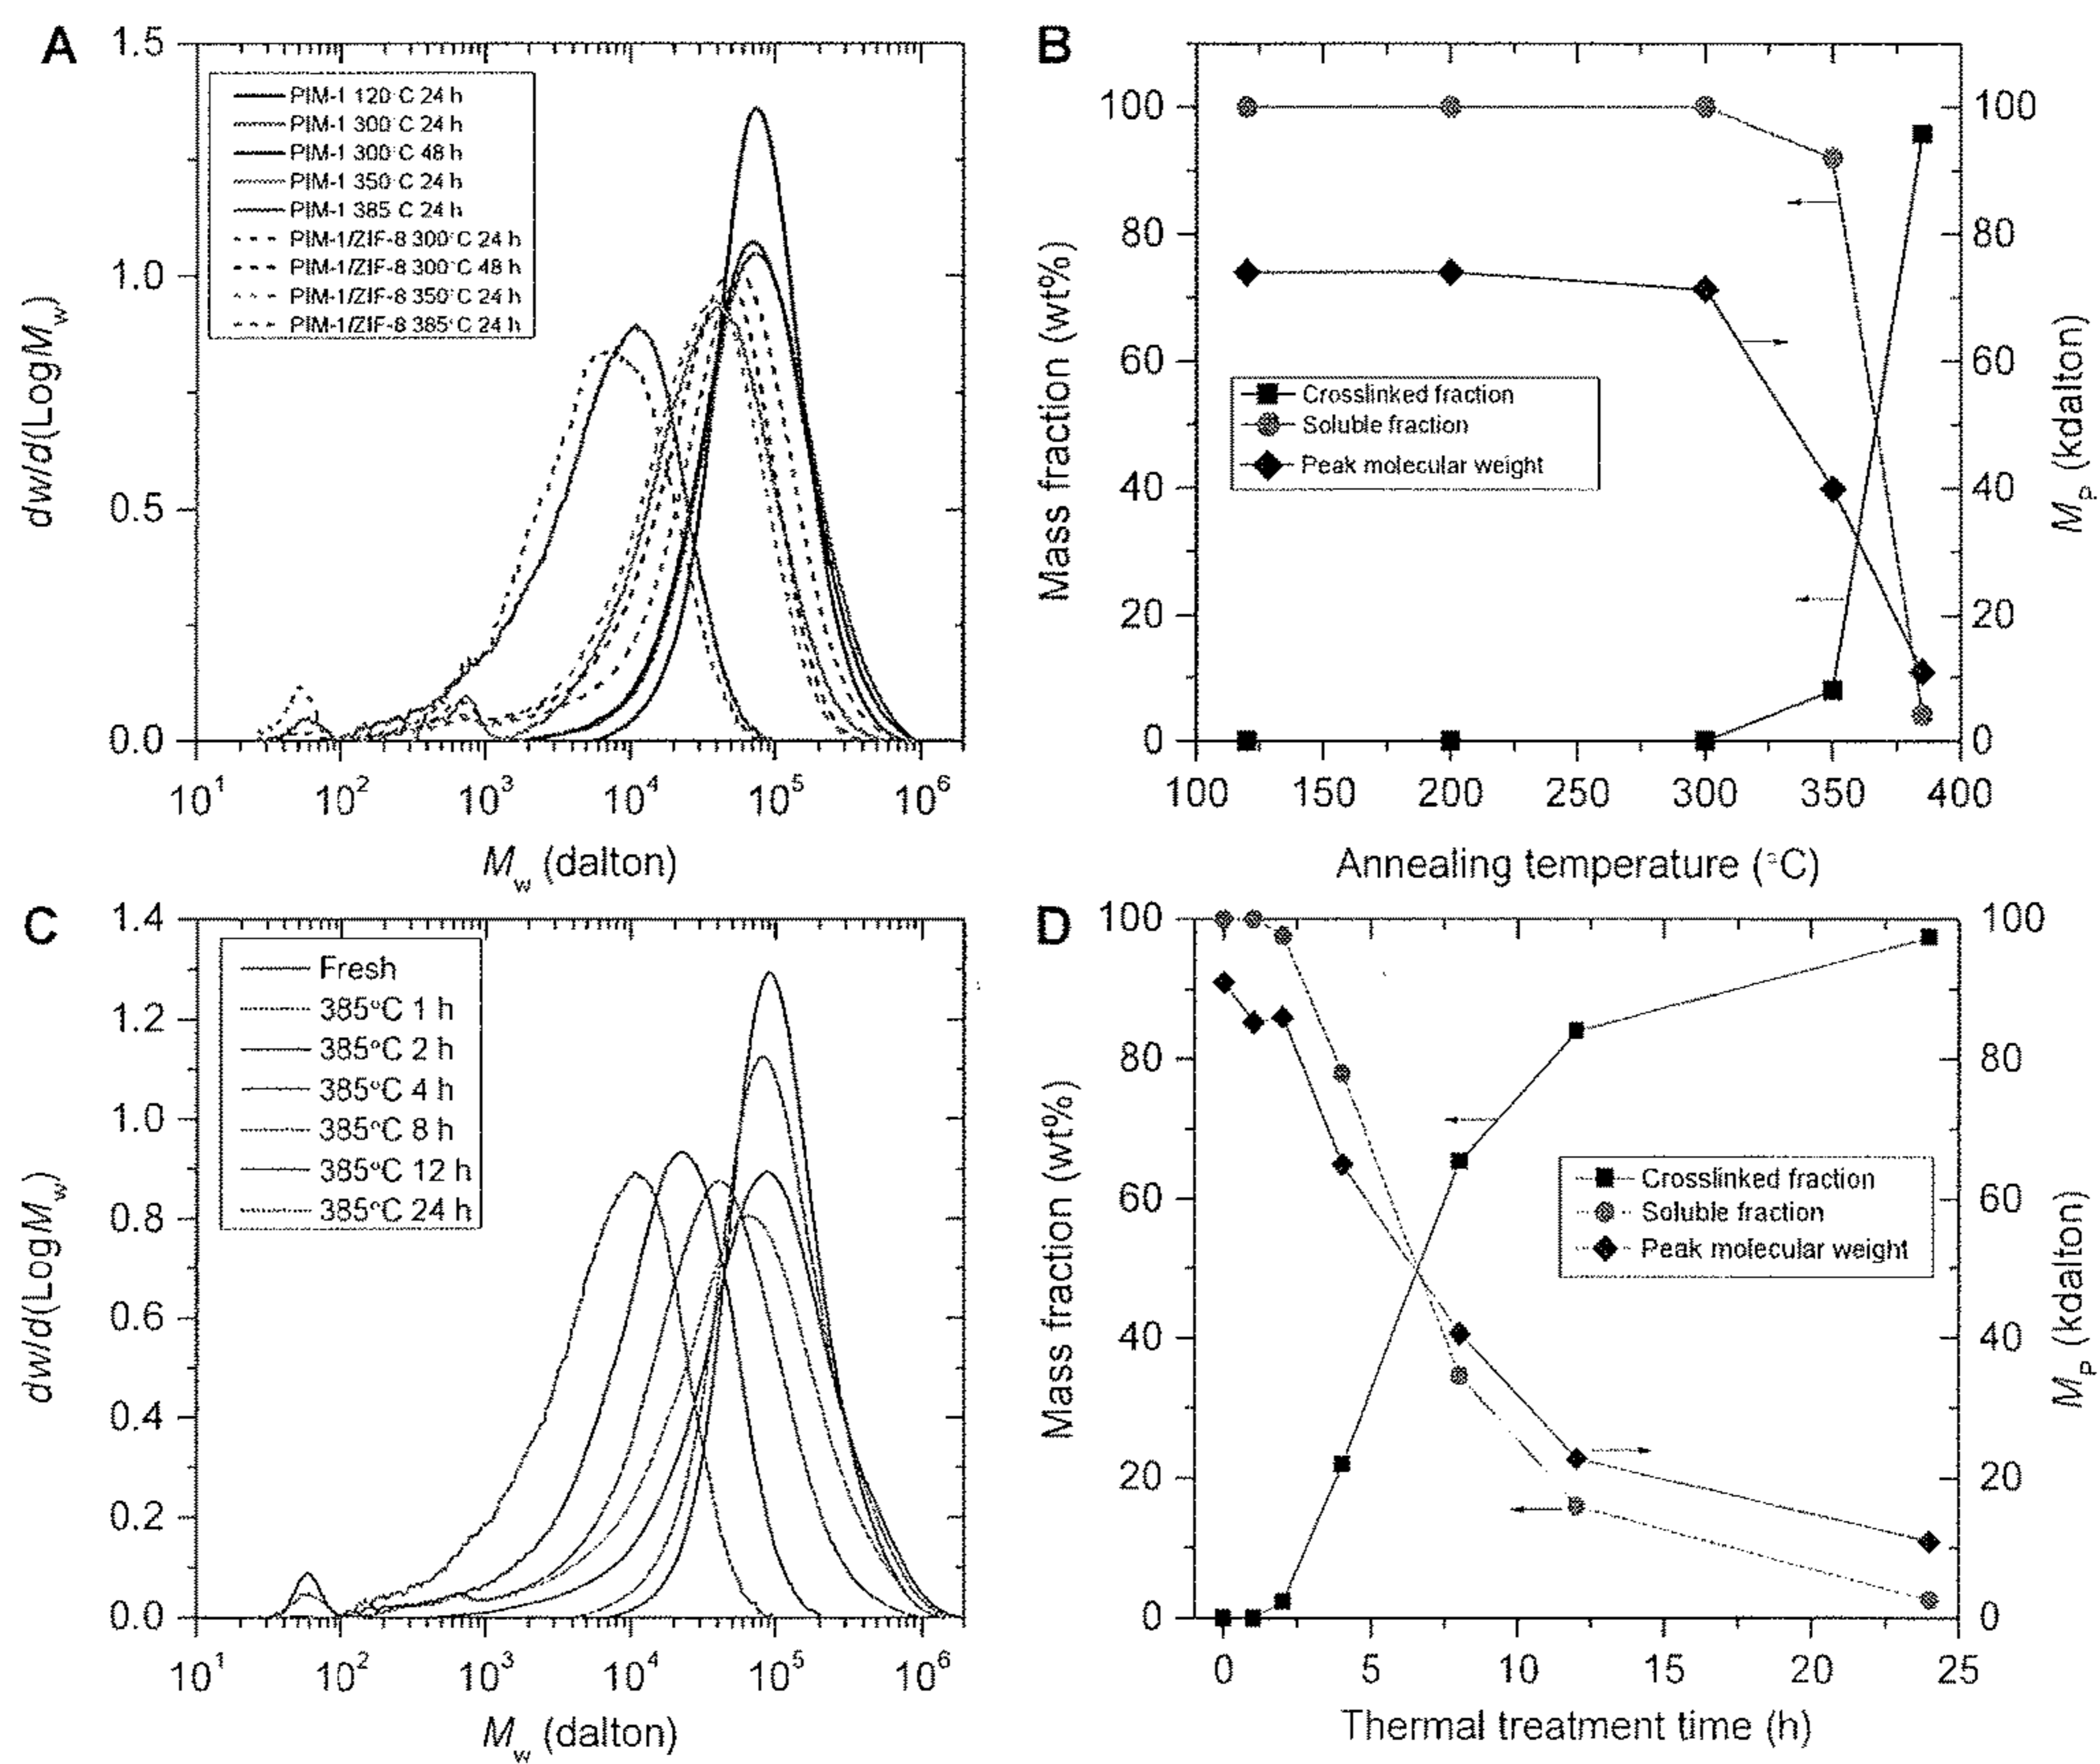 A
1.5
1.0
0.5
0.0
dw/d(LogMw)
PIM-1 120°C 24 h
PIM-1 300°C 24 h
PIM-1 300°C 48 h
PIM-1 350°C 24 h
PIM-1 385°C 24 h
PIM-1/ZIF-8 300°C 24 h
PIM-1/ZIF-8 300°C 48 h
PIM-1/ZIF-8 350°C 24 h
PIM-1/ZIF-8 385°C 24 h
10¹ 10² 10³ 10⁴ 10⁵ 10⁶
Mw (dalton)
B
100
80
60
40
20
0
Mass fraction (wt%)
Crosslinked fraction
Soluble fraction
Peak molecular weight
100
80
60
40
20
0
MP (kdalton)
100 150 200 250 300 350 400
Annealing temperature (°C)
C
1.4
1.2
1.0
0.8
0.6
0.4
0.2
0.0
dw/d(LogMw)
Fresh
385°C 1 h
385°C 2 h
385°C 4 h
385°C 8 h
385°C 12 h
385°C 24 h
10¹ 10² 10³ 10⁴ 10⁵ 10⁶
Mw (dalton)
D
100
80
60
40
20
0
Mass fraction (wt%)
Crosslinked fraction
Soluble fraction
Peak molecular weight
100
80
60
40
20
0
MP (kdalton)
0 5 10 15 20 25
Thermal treatment time (h)